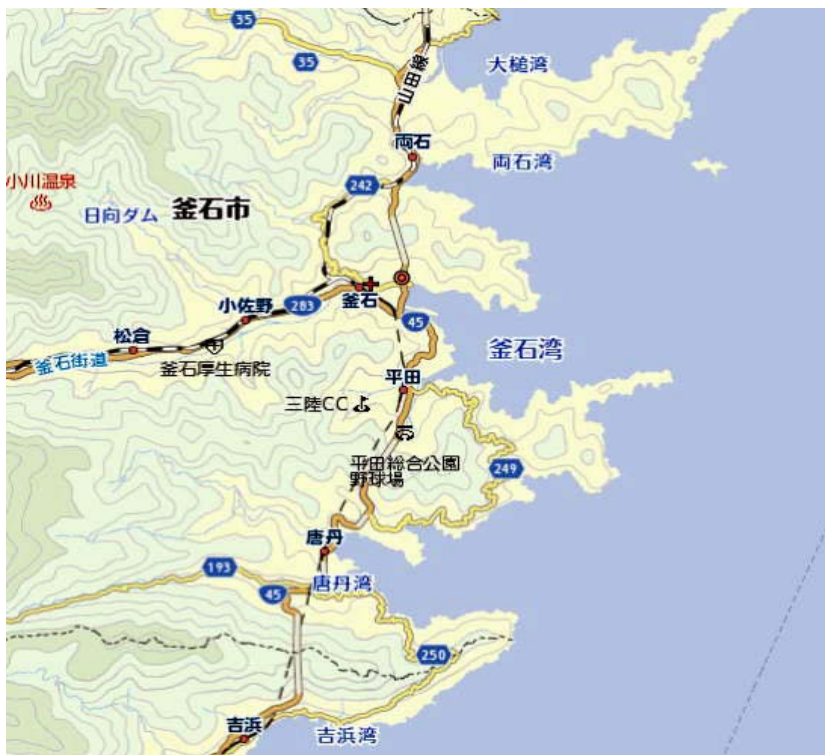 35
35
山田線
大槌湾
両石
両石湾
242
小川温泉
日向ダム
釜石市
釜石
小佐野
283
45
松倉
釜石湾
釜石街道
釜石厚生病院
平田
三陸CC
平田総合公園
野球場
249
唐丹
193
唐丹湾
45
250
吉浜
吉浜湾